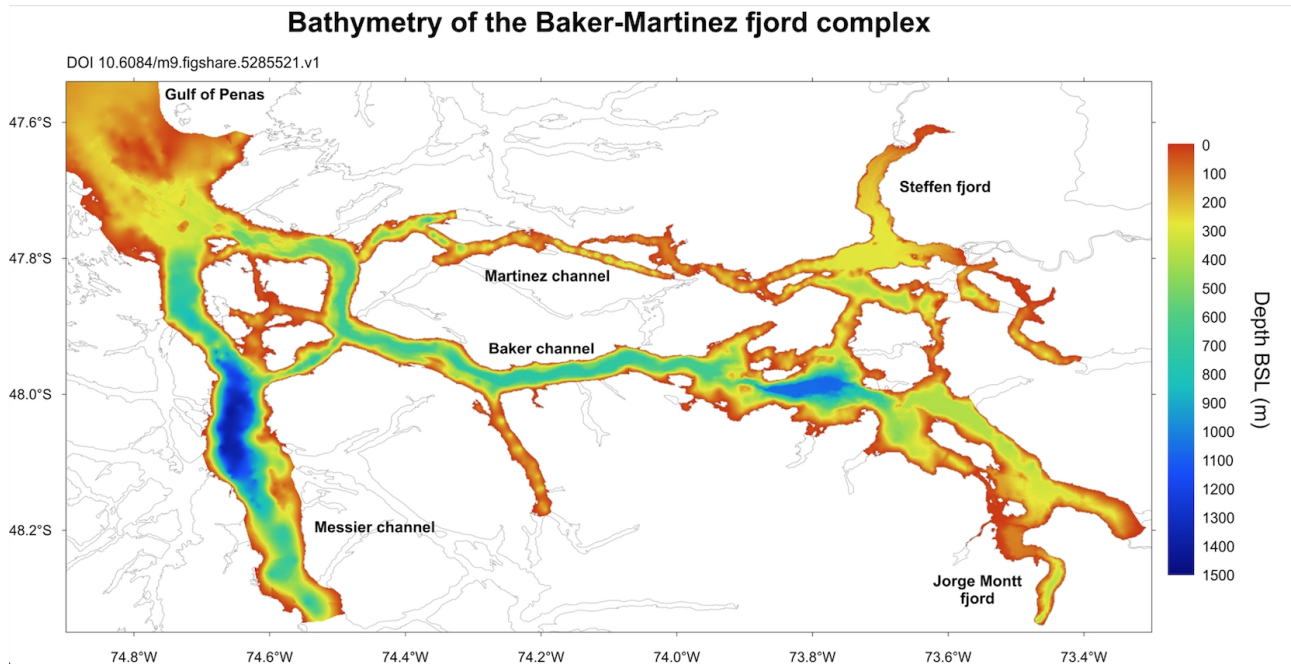 Bathymetry of the Baker-Martinez fjord complex
DOI 10.6084/m9.figshare.5285521.v1
Gulf of Penas
47.6°S
Steffen fjord
47.8°S
Martinez channel
Baker channel
48.0°S
Messier channel
48.2°S
Jorge Montt
fjord
74.8°W 74.6°W 74.4°W 74.2°W 74.0°W 73.8°W 73.6°W 73.4°W
0
100
200
300
400
500
600
700
800
900
1000
1100
1200
1300
1400
1500
Depth BSL (m)